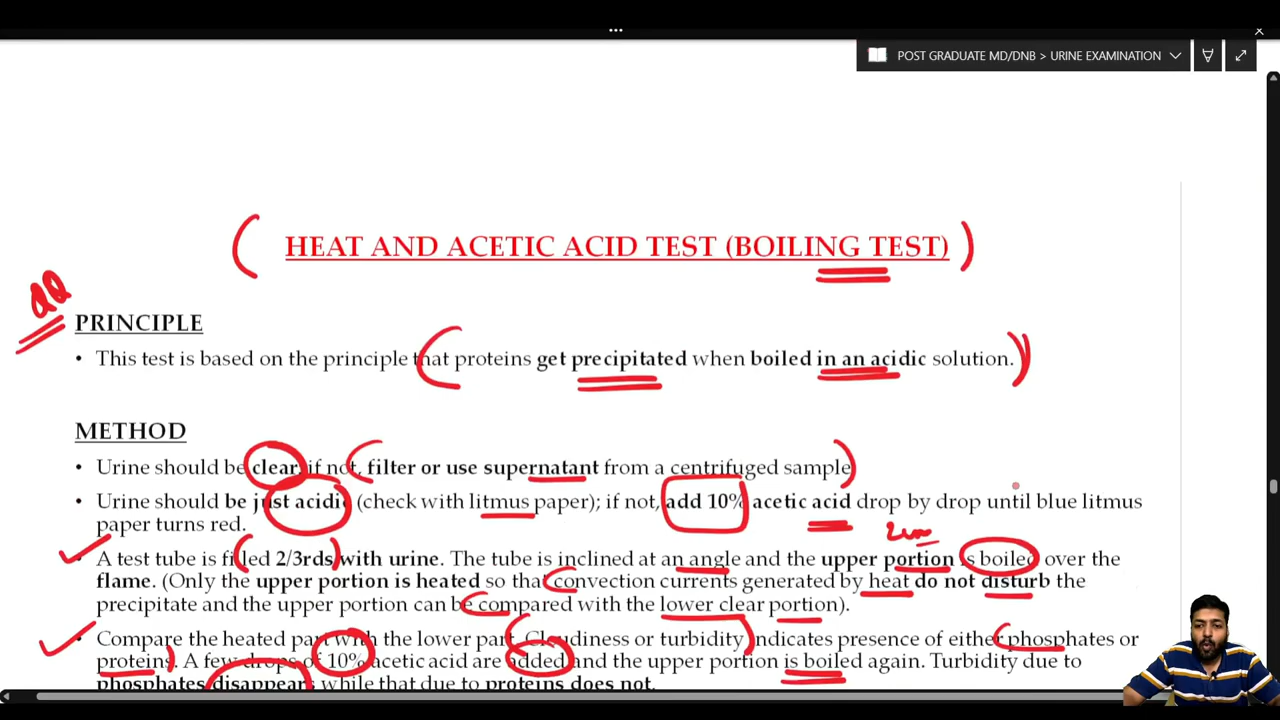 POST GRADUATE MD/DNB > URINE EXAMINATION
HEAT AND ACETIC ACID TEST (BOILING TEST)
PRINCIPLE
• This test is based on the principle that proteins get precipitated when boiled in an acidic solution.
METHOD
• Urine should be clear, if not, filter or use supernatant from a centrifuged sample
• Urine should be just acidic (check with litmus paper); if not, add 10% acetic acid drop by drop until blue litmus
paper turns red.
• A test tube is filled 2/3rds with urine. The tube is inclined at an angle and the upper portion is boiled over the
flame. (Only the upper portion is heated so that convection currents generated by heat do not disturb the
precipitate and the upper portion can be compared with the lower clear portion).
• Compare the heated part with the lower part. Cloudiness or turbidity indicates presence of either phosphates or
proteins. A few drops of 10% acetic acid are added and the upper portion is boiled again. Turbidity due to
phosphates disappears while that due to proteins does not.